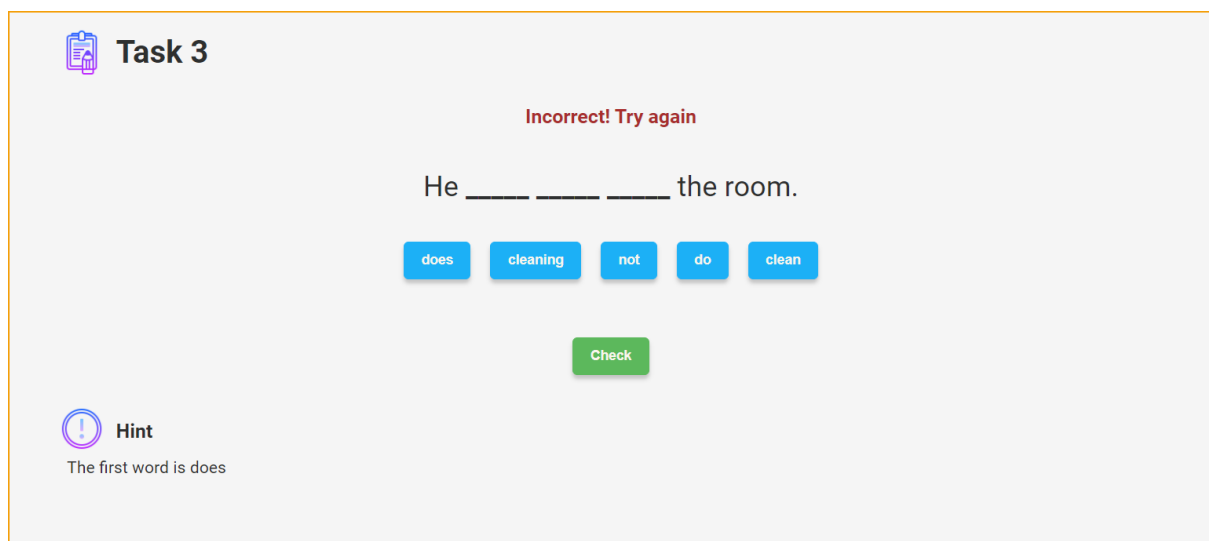 Task 3
Incorrect! Try again
He _____ _____ _____ the room.
does cleaning not do clean
Check
Hint
The first word is does